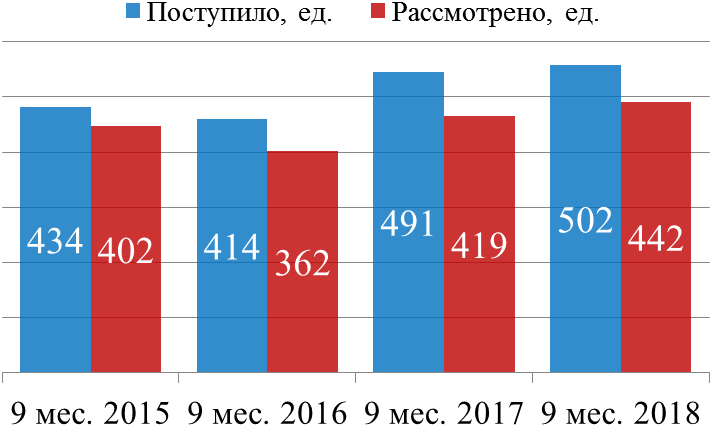 Поступило, ед. Рассмотрено, ед.
434 402 414 362 491 419 502 442
9 мес. 2015 9 мес. 2016 9 мес. 2017 9 мес. 2018